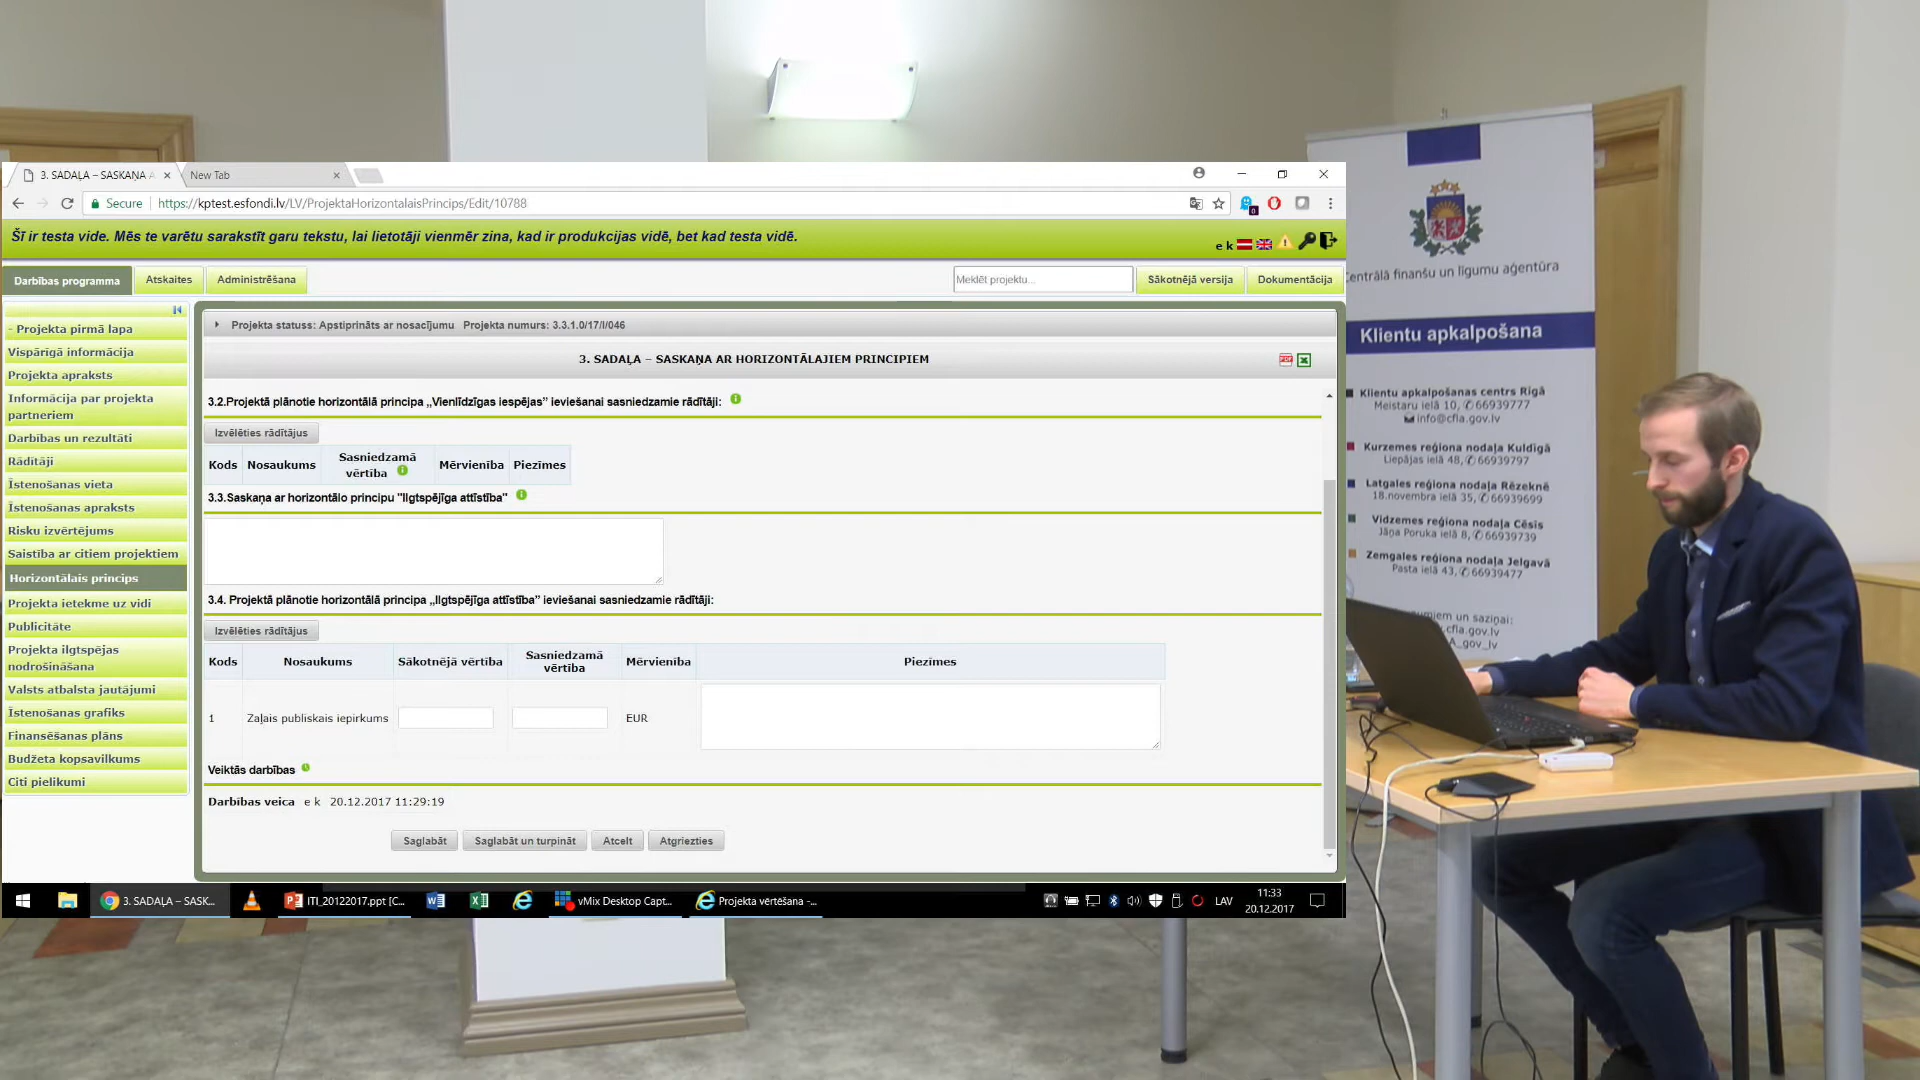 3. SADAĻA – SASKAŅA A
New Tab
Secure
https://kptest.esfondi.lv/LV/ProjektaHorizontalaisPrincips/Edit/10788
Šī ir testa vide. Mēs te varētu sarakstīt garu tekstu, lai lietotāji vienmēr zina, kad ir produkcijas vidē, bet kad testa vidē.
e k
Darbības programma
Atskaites
Administrēšana
Meklēt projektu...
Sākotnējā versija
Dokumentācija
- Projekta pirmā lapa
Vispārīgā informācija
Projekta apraksts
Informācija par projekta
partneriem
Darbības un rezultāti
Rādītāji
Īstenošanas vieta
Īstenošanas apraksts
Risku izvērtējums
Saistība ar citiem projektiem
Horizontālais princips
Projekta ietekme uz vidi
Publicitāte
Projekta ilgtspējas
nodrošināšana
Valsts atbalsta jautājumi
Īstenošanas grafiks
Finansēšanas plāns
Budžeta kopsavilkums
Citi pielikumi
Projekta statuss: Apstiprināts ar nosacījumu Projekta numurs: 3.3.1.0/17/I/046
3. SADAĻA – SASKAŅA AR HORIZONTĀLAJIEM PRINCIPIEM
3.2.Projektā plānotie horizontālā principa „Vienlīdzīgas iespējas” ieviešanai sasniedzamie rādītāji:
Izvēlēties rādītājus
Kods
Nosaukums
Sasniedzamā
vērtība
Mērvienība
Piezīmes
3.3.Saskaņa ar horizontālo principu "Ilgtspējīga attīstība"
3.4. Projektā plānotie horizontālā principa „Ilgtspējīga attīstība” ieviešanai sasniedzamie rādītāji:
Izvēlēties rādītājus
Kods
Nosaukums
Sākotnējā vērtība
Sasniedzamā
vērtība
Mērvienība
Piezīmes
1
Zaļais publiskais iepirkums
EUR
Veiktās darbības
Darbības veica e k 20.12.2017 11:29:19
Saglabāt
Saglabāt un turpināt
Atcelt
Atgriezties
3. SADAĻA – SASK...
ITI_20122017.ppt [C...
vMix Desktop Capt...
Projekta vērtēšana -...
LAV
11:33
20.12.2017
Centrālā finanšu un līgumu aģentūra
Klientu apkalpošana
Klientu apkalpošanas centrs Rīgā
Meistaru ielā 10, ✆66939777
info@cfla.gov.lv
Kurzemes reģiona nodaļa Kuldīgā
Liepājas ielā 48, ✆66939797
Latgales reģiona nodaļa Rēzeknē
18.novembra ielā 35, ✆66939699
Vidzemes reģiona nodaļa Cēsīs
Jāņa Poruka ielā 8, ✆66939739
Zemgales reģiona nodaļa Jelgavā
Pasta ielā 43, ✆66939477
umiem un saziņai:
.cfla.gov.lv
A_gov_lv